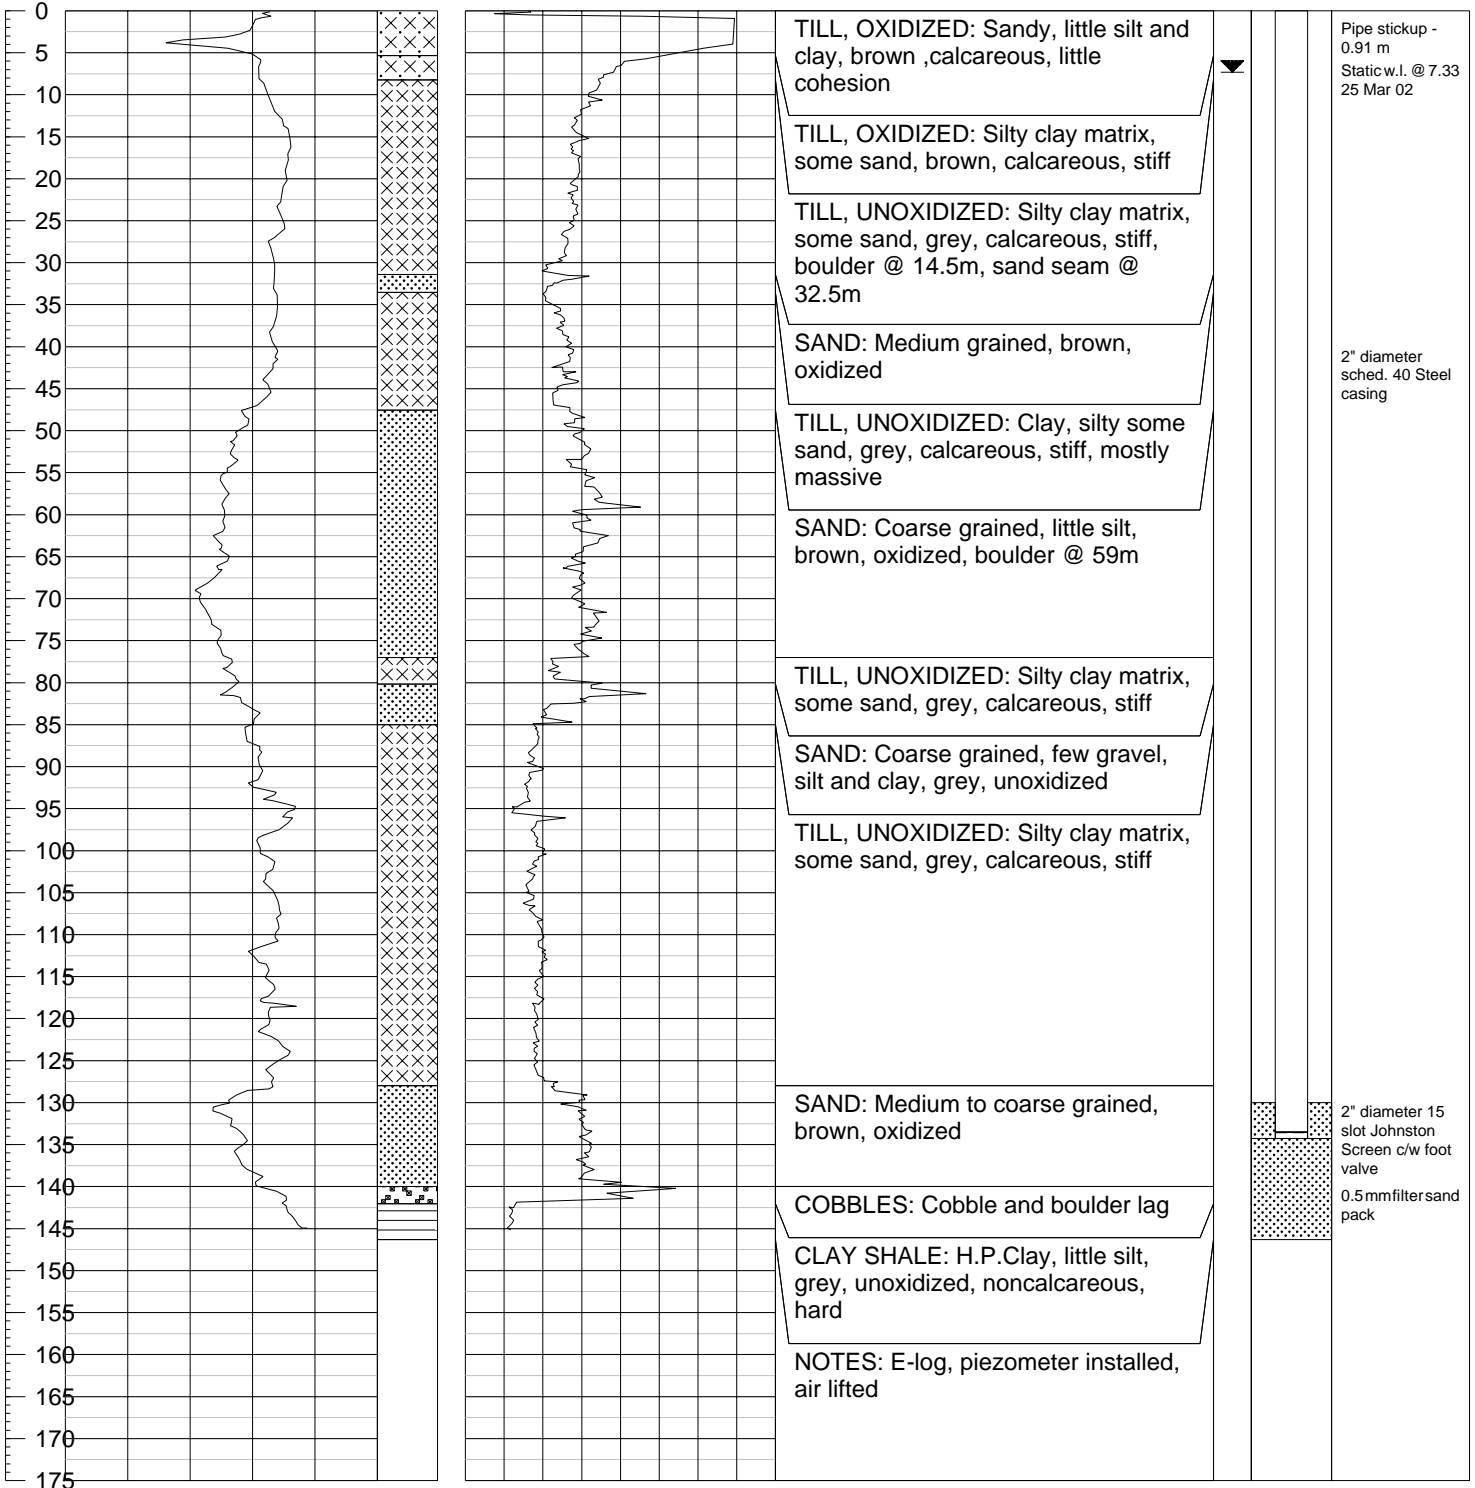 0
5
10
15
20
25
30
35
40
45
50
55
60
65
70
75
80
85
90
95
100
105
110
115
120
125
130
135
140
145
150
155
160
165
170
175
TILL, OXIDIZED: Sandy, little silt and
clay, brown ,calcareous, little
cohesion
TILL, OXIDIZED: Silty clay matrix,
some sand, brown, calcareous, stiff
TILL, UNOXIDIZED: Silty clay matrix,
some sand, grey, calcareous, stiff,
boulder @ 14.5m, sand seam @
32.5m
SAND: Medium grained, brown,
oxidized
TILL, UNOXIDIZED: Clay, silty some
sand, grey, calcareous, stiff, mostly
massive
SAND: Coarse grained, little silt,
brown, oxidized, boulder @ 59m
TILL, UNOXIDIZED: Silty clay matrix,
some sand, grey, calcareous, stiff
SAND: Coarse grained, few gravel,
silt and clay, grey, unoxidized
TILL, UNOXIDIZED: Silty clay matrix,
some sand, grey, calcareous, stiff
SAND: Medium to coarse grained,
brown, oxidized
COBBLES: Cobble and boulder lag
CLAY SHALE: H.P.Clay, little silt,
grey, unoxidized, noncalcareous,
hard
NOTES: E-log, piezometer installed,
air lifted
Pipe stickup -
0.91 m
Static w.l. @ 7.33
25 Mar 02
2" diameter
sched. 40 Steel
casing
2" diameter 15
slot Johnston
Screen c/w foot
valve
0.5 mm filter sand
pack